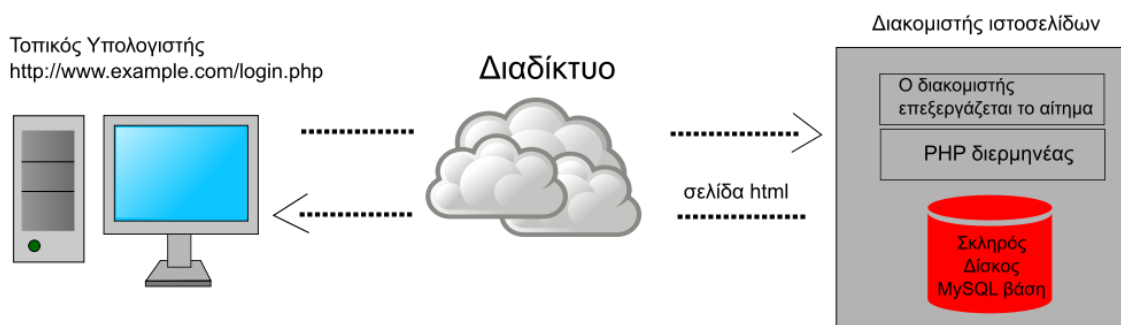 Τοπικός Υπολογιστής
http://www.example.com/login.php
Διαδίκτυο
Διακομιστής ιστοσελίδων
Ο διακομιστής
επεξεργάζεται το αίτημα
PHP διερμηνέας
σελίδα html
Σκληρός
Δίσκος
MySQL βάση